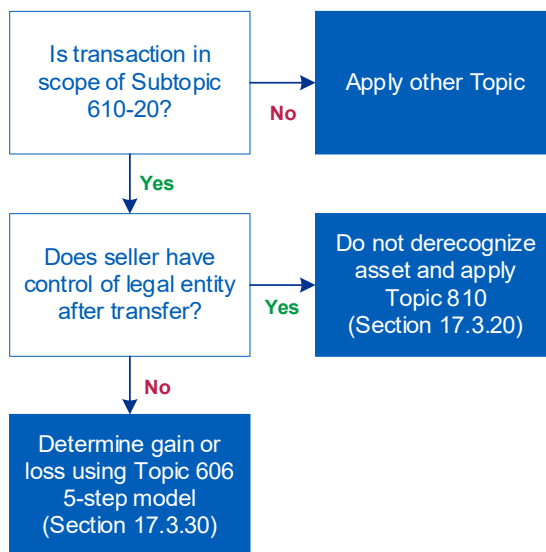 Is transaction in
scope of Subtopic
610-20?
No
Apply other Topic
Yes
Does seller have
control of legal entity
after transfer?
Yes
Do not derecognize
asset and apply
Topic 810
(Section 17.3.20)
No
Determine gain or
loss using Topic 606
5-step model
(Section 17.3.30)